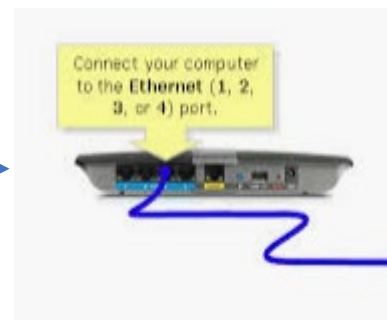 Connect your computer
to the Ethernet (1, 2,
3, or 4) port.